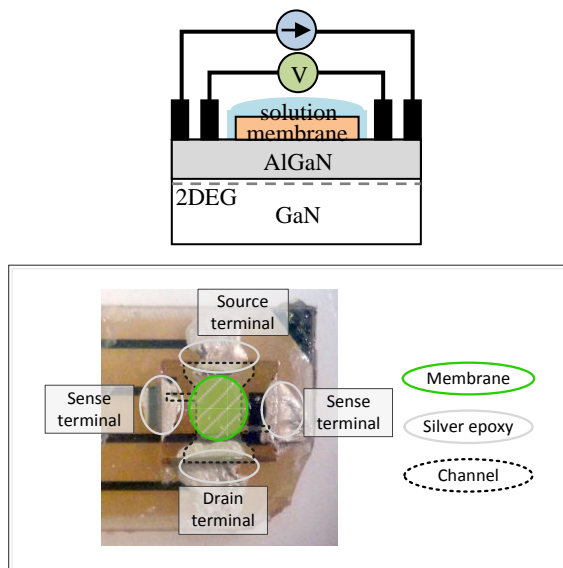 V
solution
membrane
AlGaN
2DEG
GaN
Source
terminal
Sense
terminal
Sense
terminal
Drain
terminal
Membrane
Silver epoxy
Channel